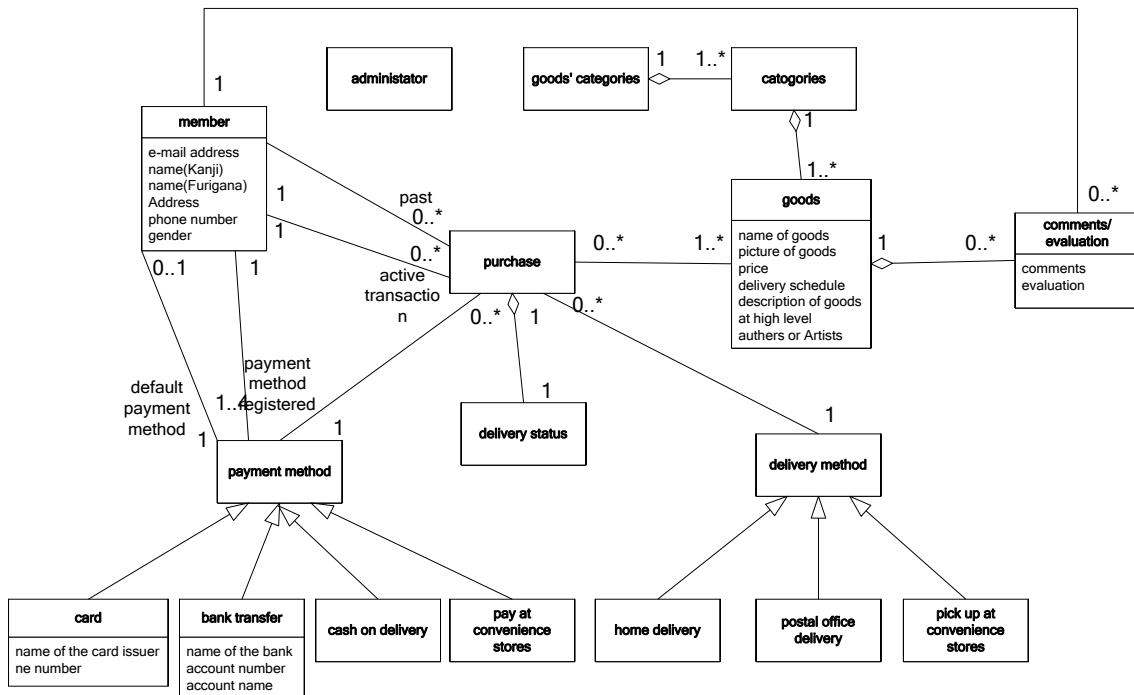 administator
goods' categories
1
1..*
catogories
1
1
1..*
member
e-mail address
name(Kanji)
name(Furigana)
Address
phone number
gender
past
0..*
1
1
0..*
active
transactio
n
purchase
0..*
1..*
goods
name of goods
picture of goods
price
delivery schedule
description of goods
at high level
authers or Artists
1
0..*
0..*
comments/
evaluation
comments
evaluation
0..1
1
0..*
1
0..*
default
payment
method
payment
method
registered
1..4
1
1
1
1
payment method
delivery status
delivery method
card
name of the card issuer
ne number
bank transfer
name of the bank
account number
account name
cash on delivery
pay at
convenience
stores
home delivery
postal office
delivery
pick up at
convenience
stores